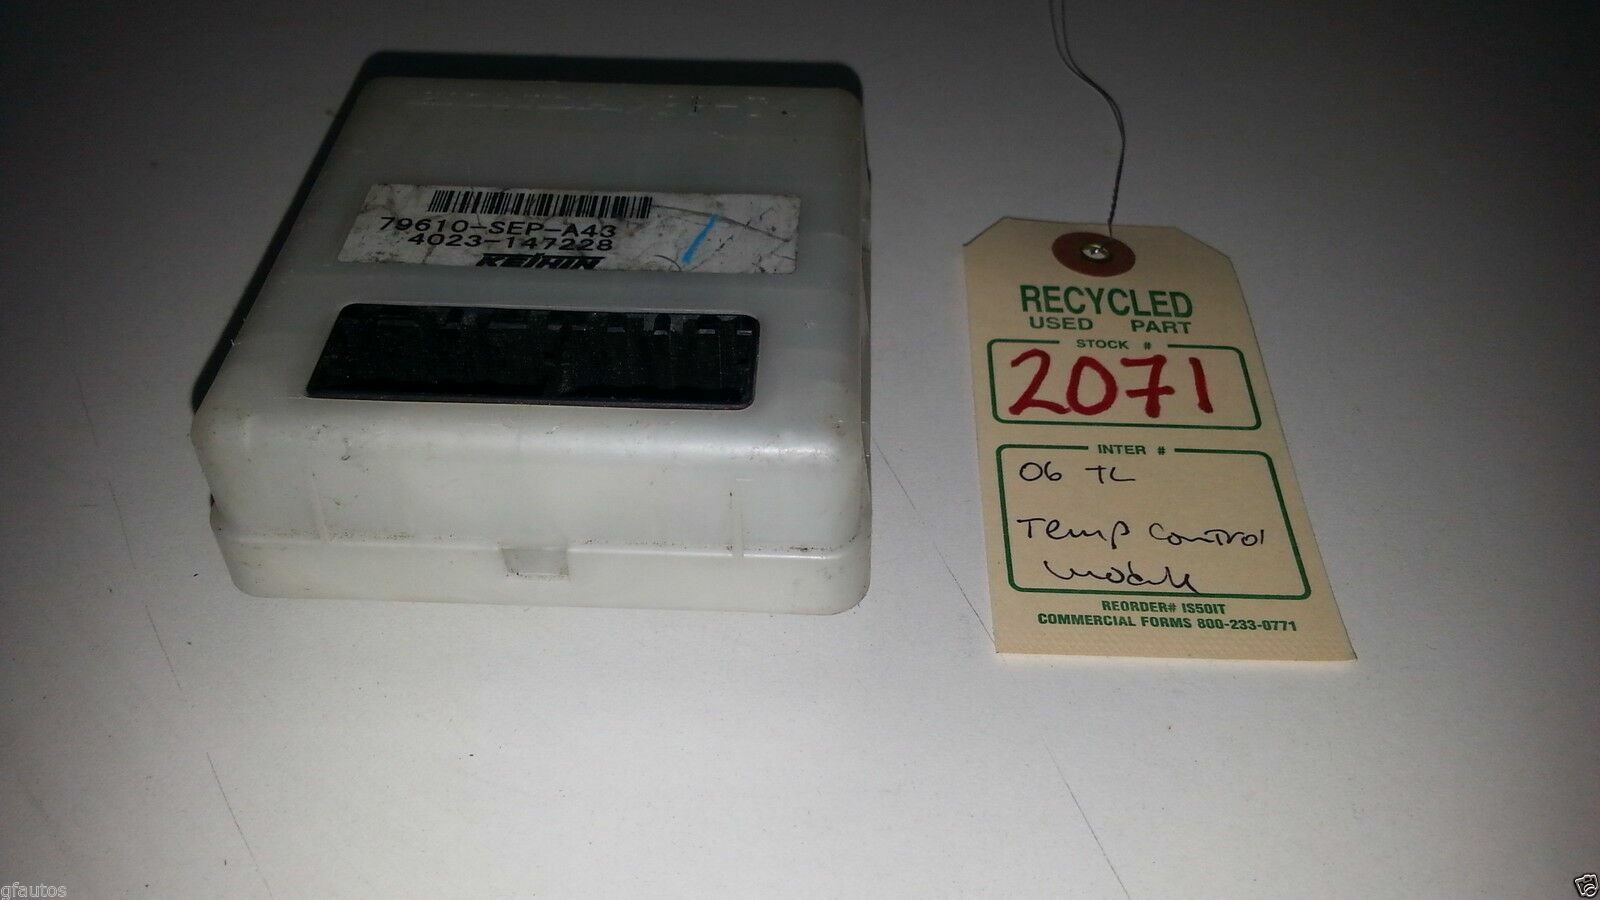 79610-SEP-A43
4023-147228
KEIHIN
RECYCLED
USED PART
STOCK #
2071
INTER #
06 TL
Temp Control
Module
REORDER# IS50IT
COMMERCIAL FORMS 800-233-0771
gfautos